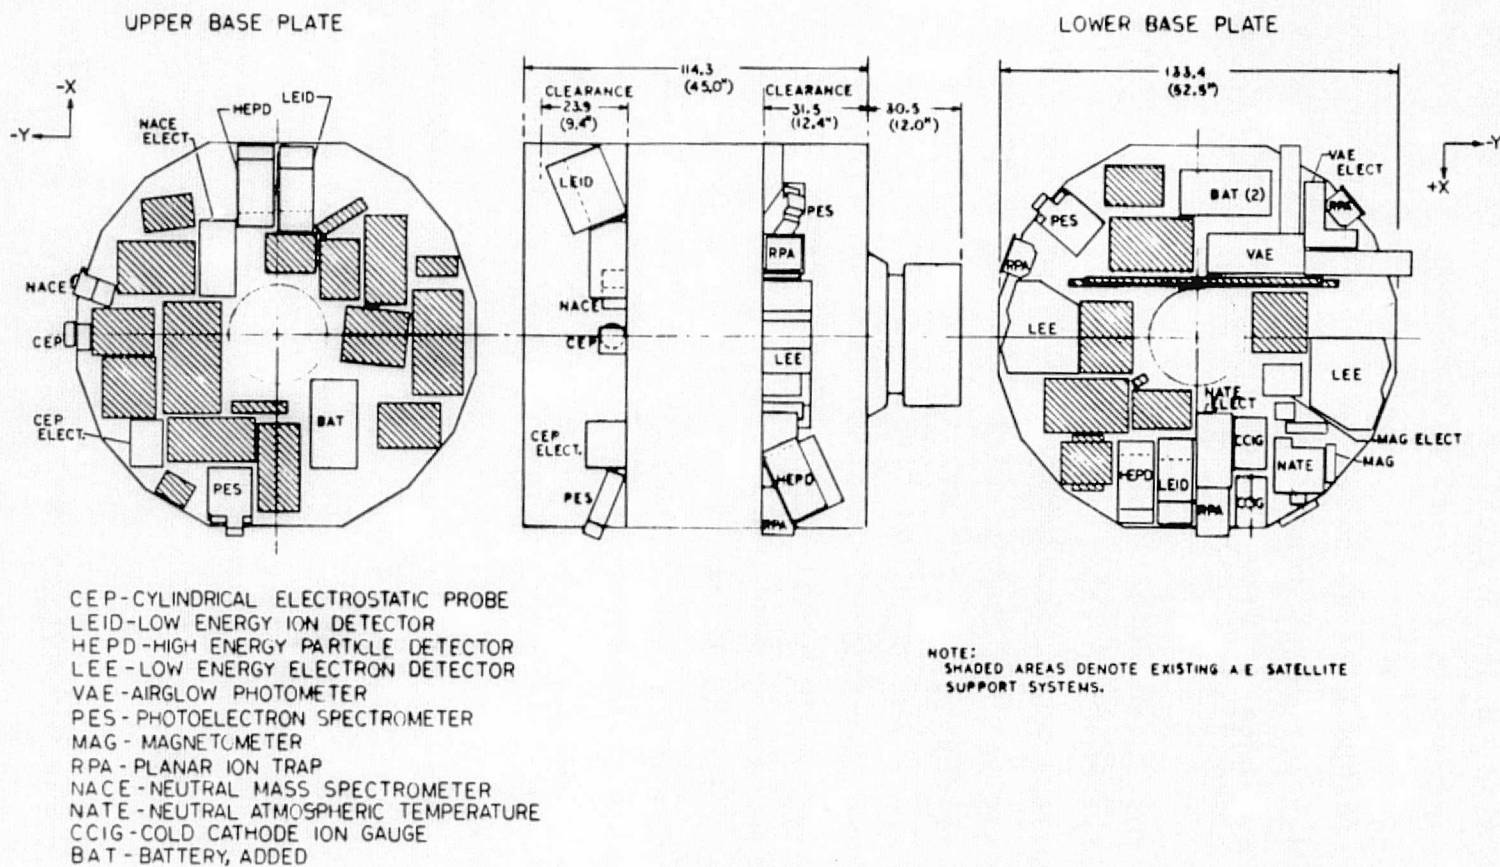 UPPER BASE PLATE
LOWER BASE PLATE
-X
-Y
NACE
ELECT.
HEPD
LEID
NACE
CEP
CEP
ELECT.
BAT
PES
114.3
(45.0")
CLEARANCE
23.9
(9.4")
CLEARANCE
31.5
(12.4")
30.5
(12.0")
LEID
PES
RPA
NACE
CEP
LEE
CEP
ELECT.
PES
HEPD
RPA
133.4
(52.5")
-Y
+X
VAE
ELECT
BAT (2)
RPA
PES
VAE
RPA
LEE
LEE
NATE
ELECT
MAG ELECT
MAG
CCIG
NATE
HEPD
LEID
RPA
CCIG
CEP-CYLINDRICAL ELECTROSTATIC PROBE
LEID-LOW ENERGY ION DETECTOR
HEPD-HIGH ENERGY PARTICLE DETECTOR
LEE-LOW ENERGY ELECTRON DETECTOR
VAE-AIRGLOW PHOTOMETER
PES-PHOTOELECTRON SPECTROMETER
MAG-MAGNETOMETER
RPA-PLANAR ION TRAP
NACE-NEUTRAL MASS SPECTROMETER
NATE-NEUTRAL ATMOSPHERIC TEMPERATURE
CCIG-COLD CATHODE ION GAUGE
BAT-BATTERY, ADDED
NOTE:
SHADED AREAS DENOTE EXISTING A E SATELLITE
SUPPORT SYSTEMS.